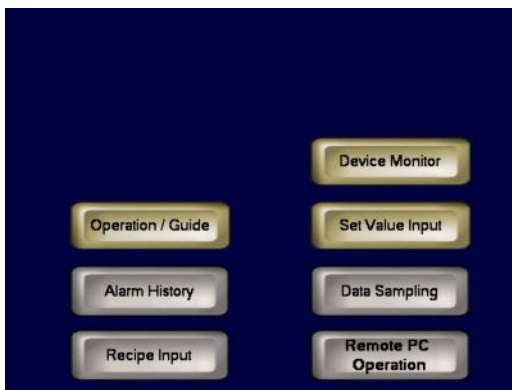 Device Monitor
Operation / Guide
Set Value Input
Alarm History
Data Sampling
Recipe Input
Remote PC
Operation